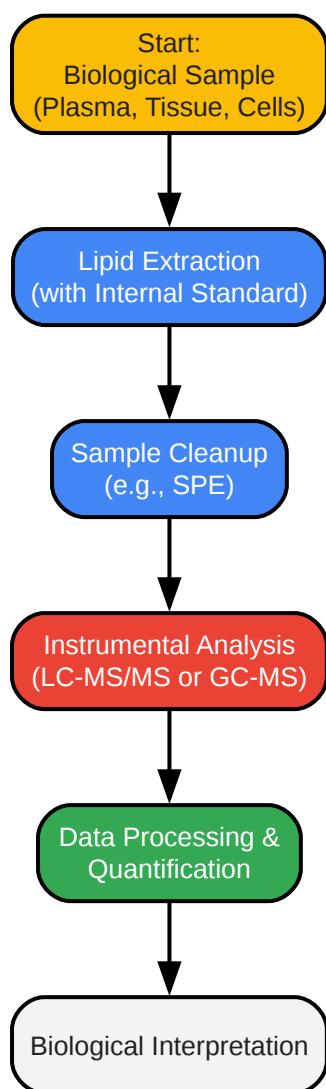 Start:
Biological Sample
(Plasma, Tissue, Cells)
Lipid Extraction
(with Internal Standard)
Sample Cleanup
(e.g., SPE)
Instrumental Analysis
(LC-MS/MS or GC-MS)
Data Processing &
Quantification
Biological Interpretation